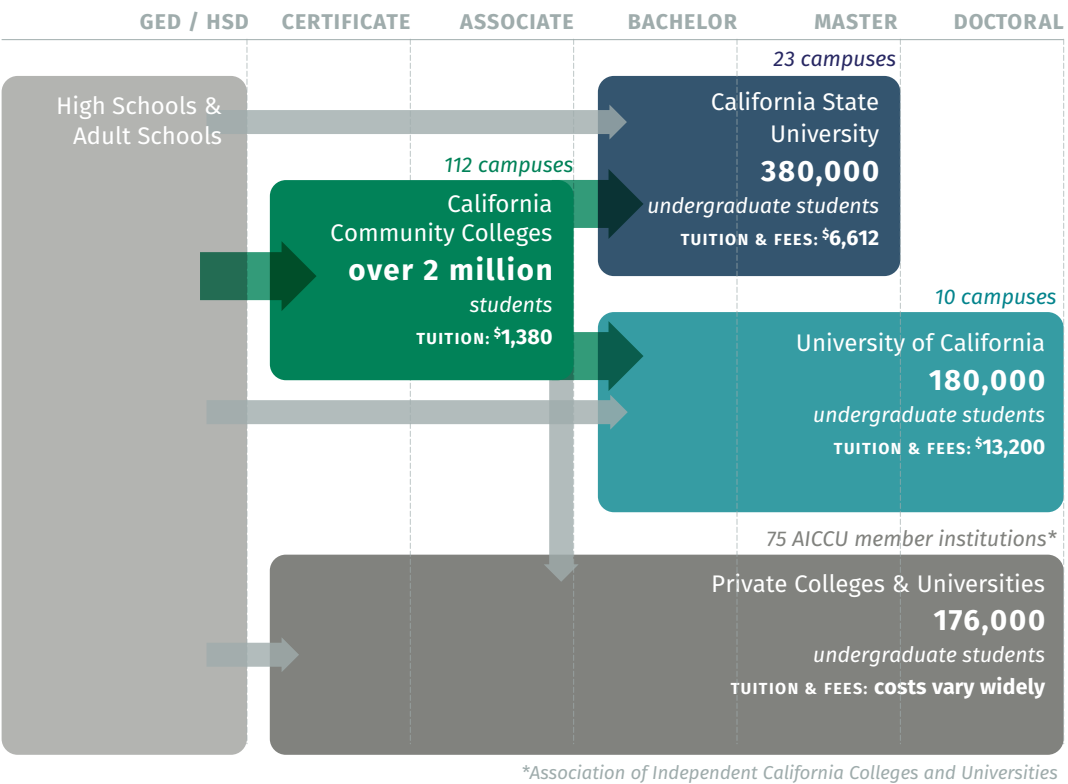 GED / HSD CERTIFICATE ASSOCIATE BACHELOR MASTER DOCTORAL
23 campuses
High Schools &
Adult Schools
California State
University
380,000
undergraduate students
TUITION & FEES: $6,612
112 campuses
California
Community Colleges
over 2 million
students
TUITION: $1,380
10 campuses
University of California
180,000
undergraduate students
TUITION & FEES: $13,200
75 AICCU member institutions*
Private Colleges & Universities
176,000
undergraduate students
TUITION & FEES: costs vary widely
*Association of Independent California Colleges and Universities